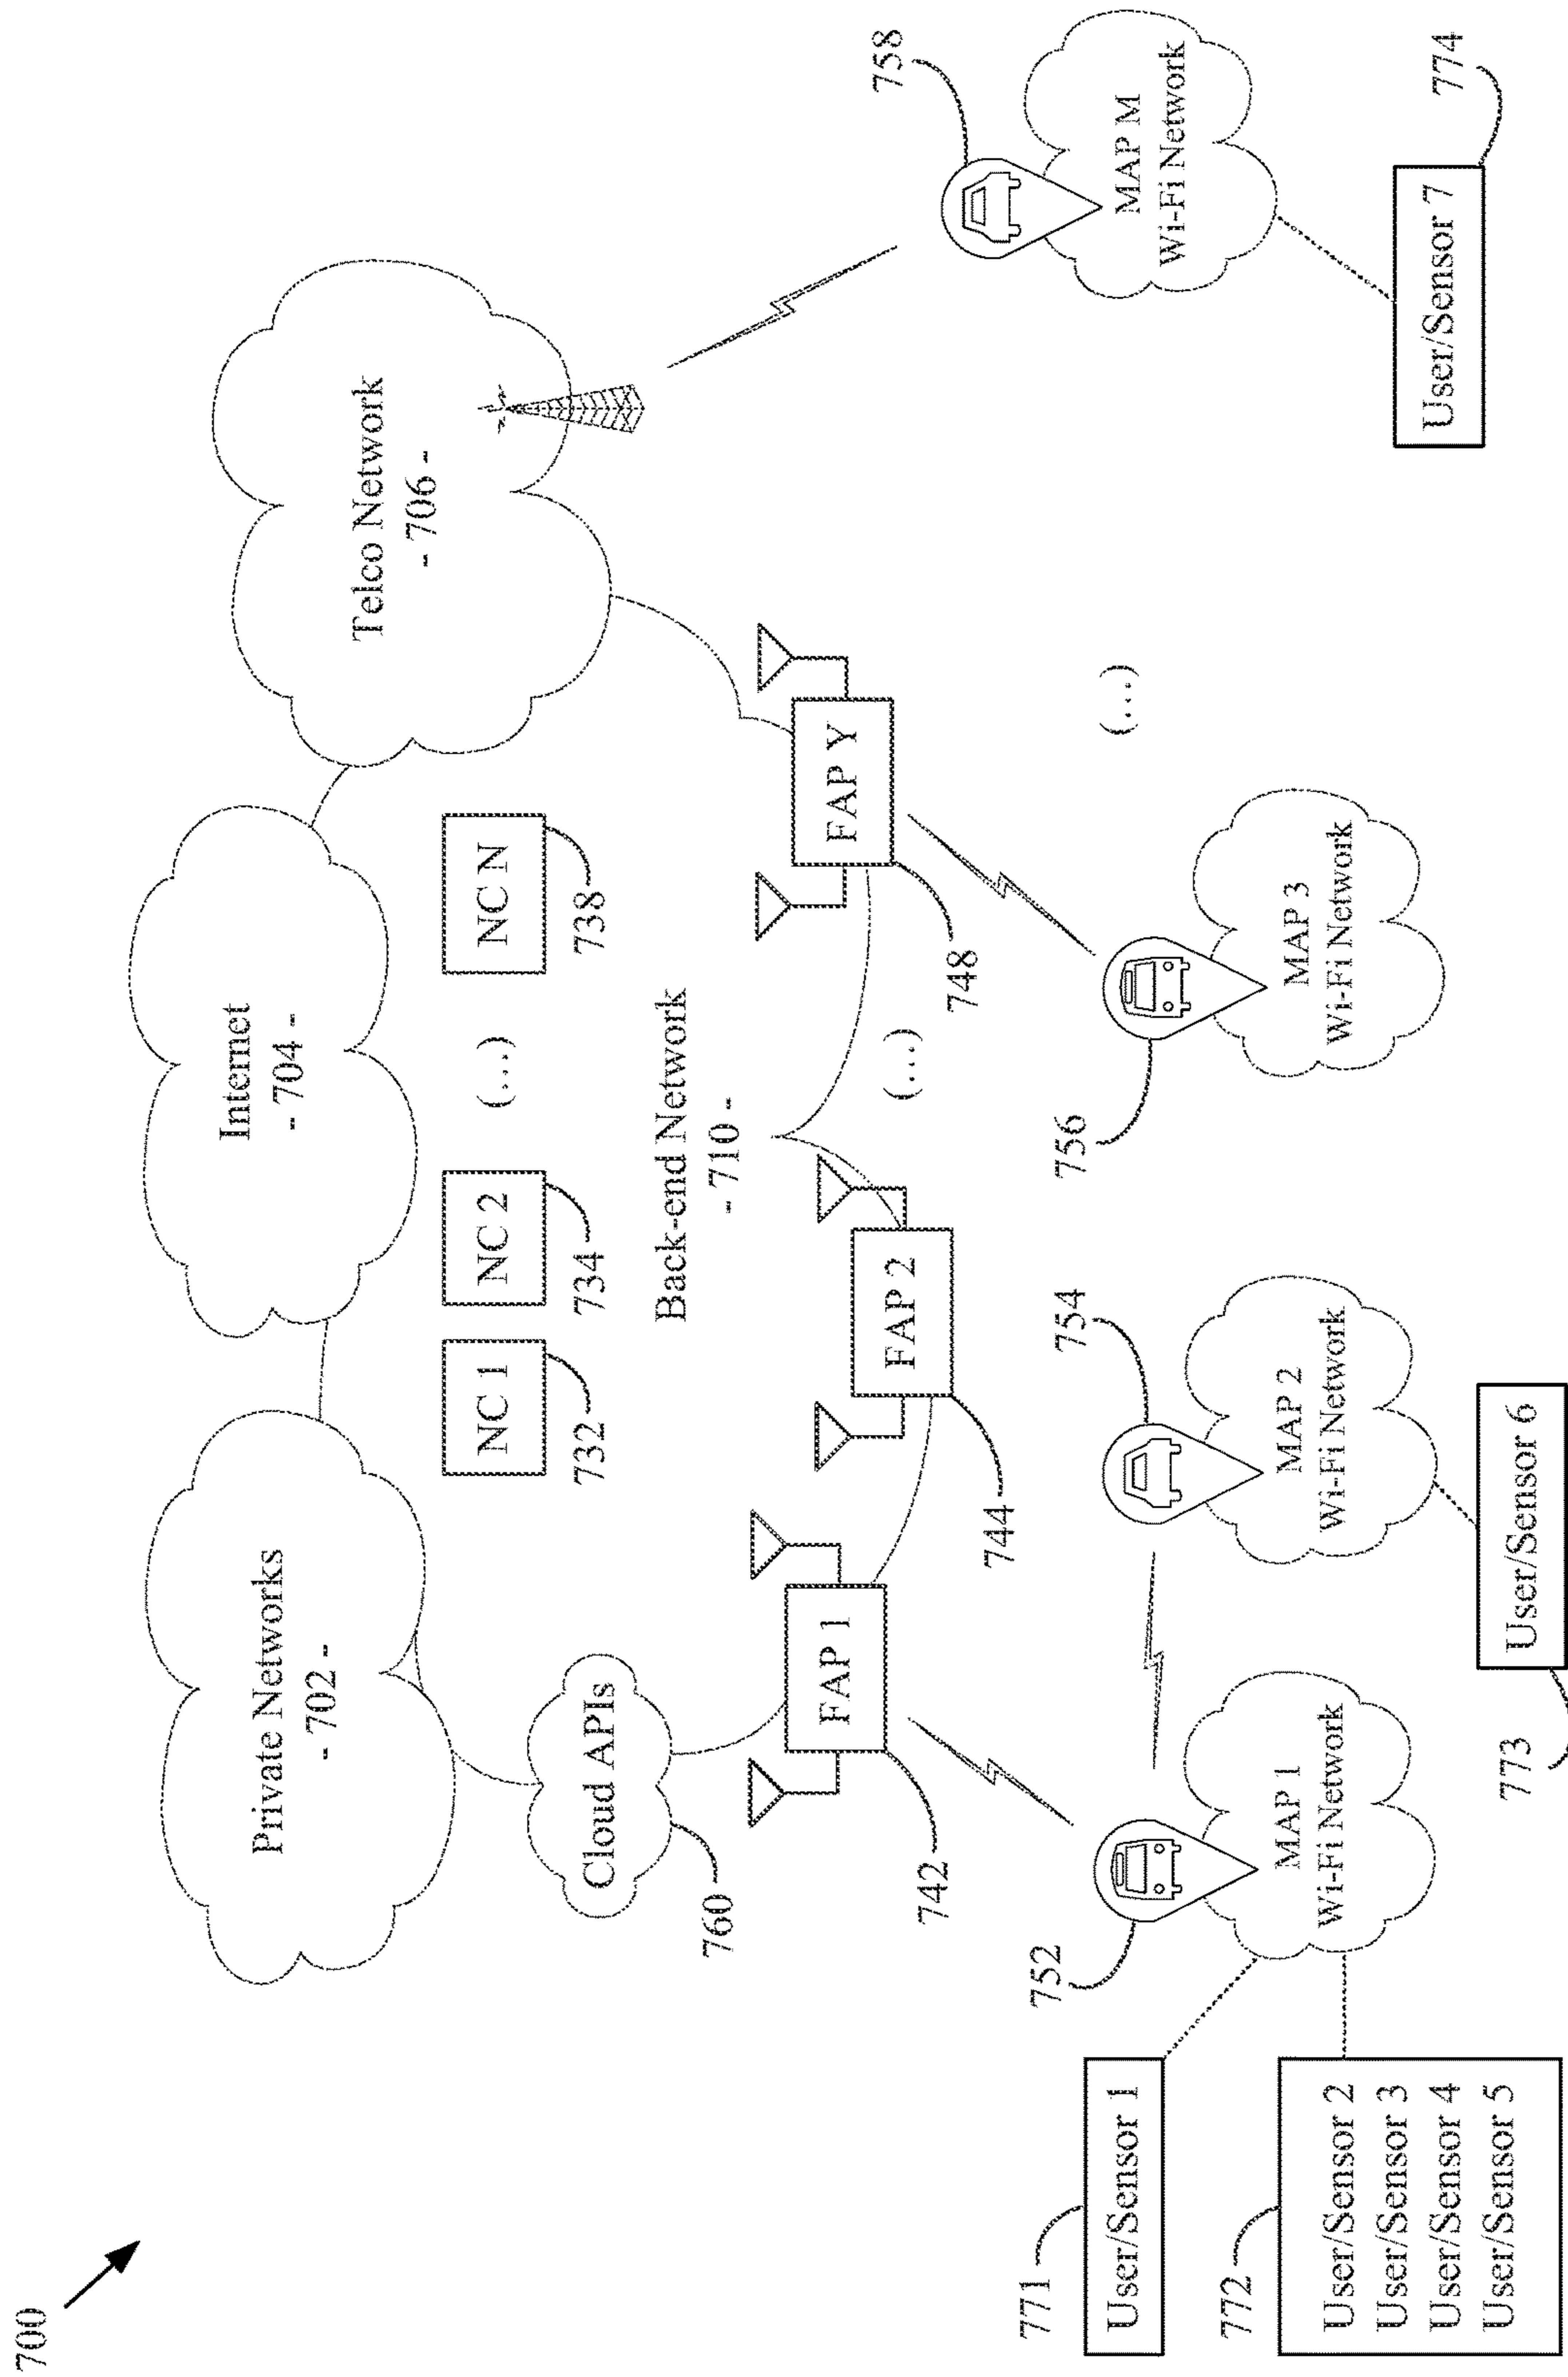 700
Private Networks
- 702 -
Internet
- 704 -
Telco Network
- 706 -
NC 1
NC 2
(...)
NC N
732
734
738
Cloud APIs
760
Back-end Network
- 710 -
FAP 1
FAP 2
(...)
FAP Y
742
744
748
752
754
756
(...)
758
MAP 1
Wi-Fi Network
MAP 2
Wi-Fi Network
MAP 3
Wi-Fi Network
MAP M
Wi-Fi Network
771
User/Sensor 1
772
User/Sensor 2
User/Sensor 3
User/Sensor 4
User/Sensor 5
773
User/Sensor 6
774
User/Sensor 7